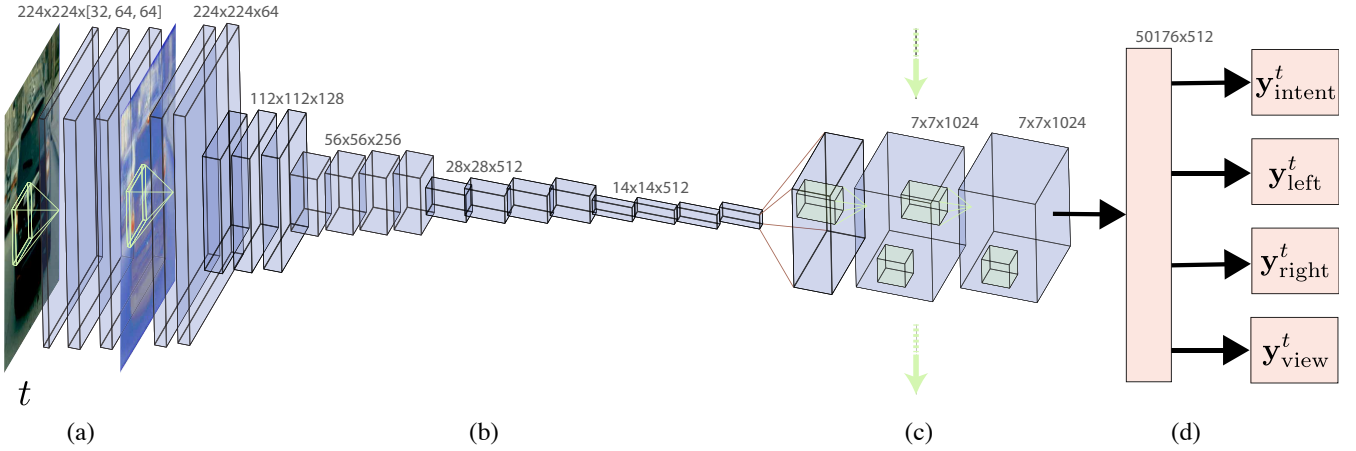 224x224x[32, 64, 64]
224x224x64
112x112x128
56x56x256
28x28x512
14x14x512
7x7x1024
7x7x1024
50176x512
y^t_intent
y^t_left
y^t_right
y^t_view
t
(a)
(b)
(c)
(d)